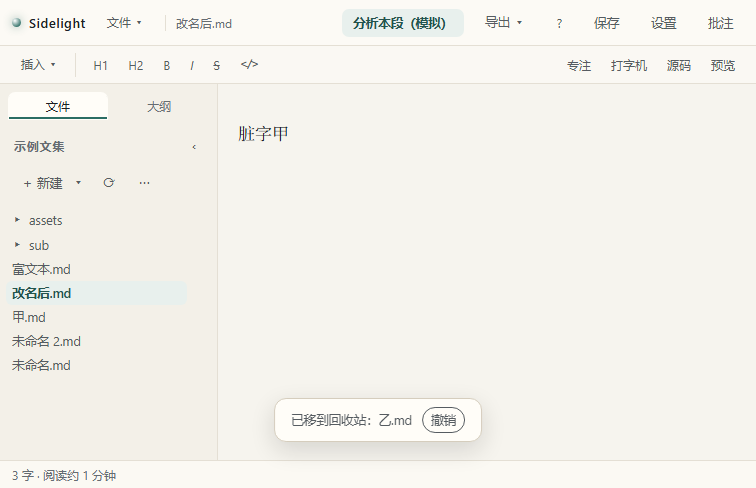 Sidelight 文件 改名后.md 分析本段（模拟） 导出 ? 保存 设置 批注
插入 H1 H2 B I S </> 专注 打字机 源码 预览
文件 大纲
示例文集
+ 新建 ...
assets
sub
富文本.md
改名后.md
甲.md
未命名 2.md
未命名.md
脏字甲
已移到回收站：乙.md 撤销
3 字 · 阅读约 1 分钟